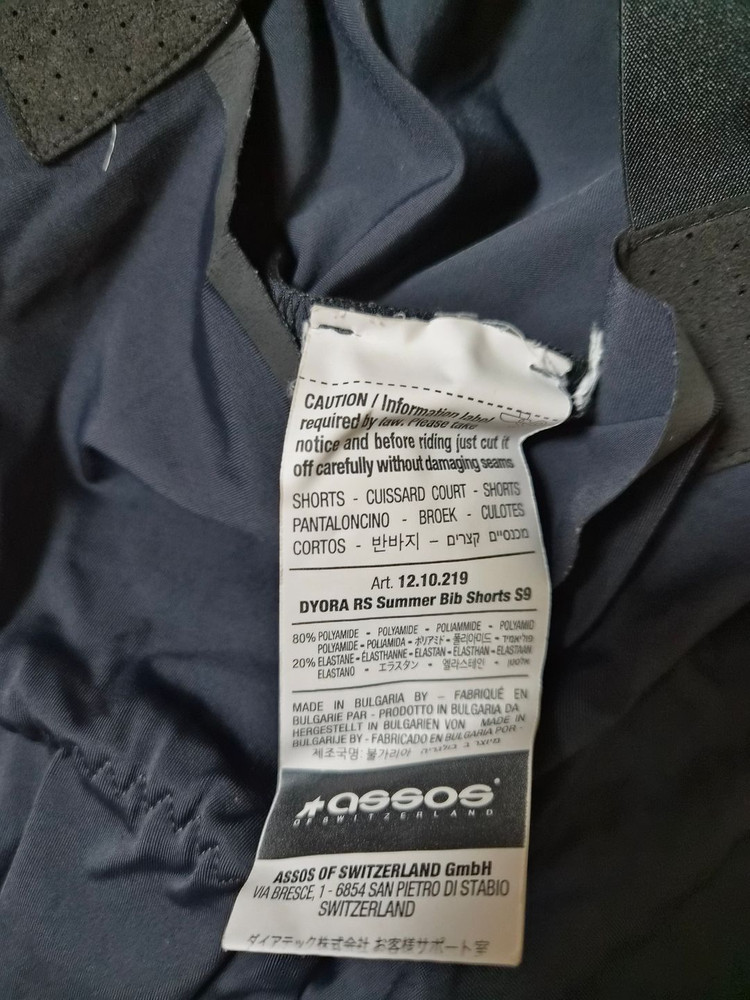 CAUTION / Information label
required by law. Please take
notice and before riding just cut it
off carefully without damaging seams
SHORTS - CUISSARD COURT - SHORTS
PANTALONCINO - BROEK - CULOTES
CORTOS - 반바지 - מכנסיים קצרים
Art. 12.10.219
DYORA RS Summer Bib Shorts S9
80% POLYAMIDE - POLYAMIDE - POLIAMMIDE - POLYAMID
POLYAMIDE - POLIAMIDA - ポリアミド - 폴리아미드 - פוליאמיד
20% ELASTANE - ÉLASTHANNE - ELASTAN - ELASTHAN - ELASTAAN
ELASTANO - エラスタン - 엘라스테인 -
MADE IN BULGARIA BY - FABRIQUÉ EN
BULGARIE PAR - PRODOTTO IN BULGARIA DA
HERGESTELLT IN BULGARIEN VON MADE IN
BULGARIJE BY - FABRICADO EN BULGARIA POR -
제조국명: 불가리아
assos
OF SWITZERLAND
ASSOS OF SWITZERLAND GmbH
VIA BRESCE, 1 - 6854 SAN PIETRO DI STABIO
SWITZERLAND
ダイアテック株式会社 お客様サポート室